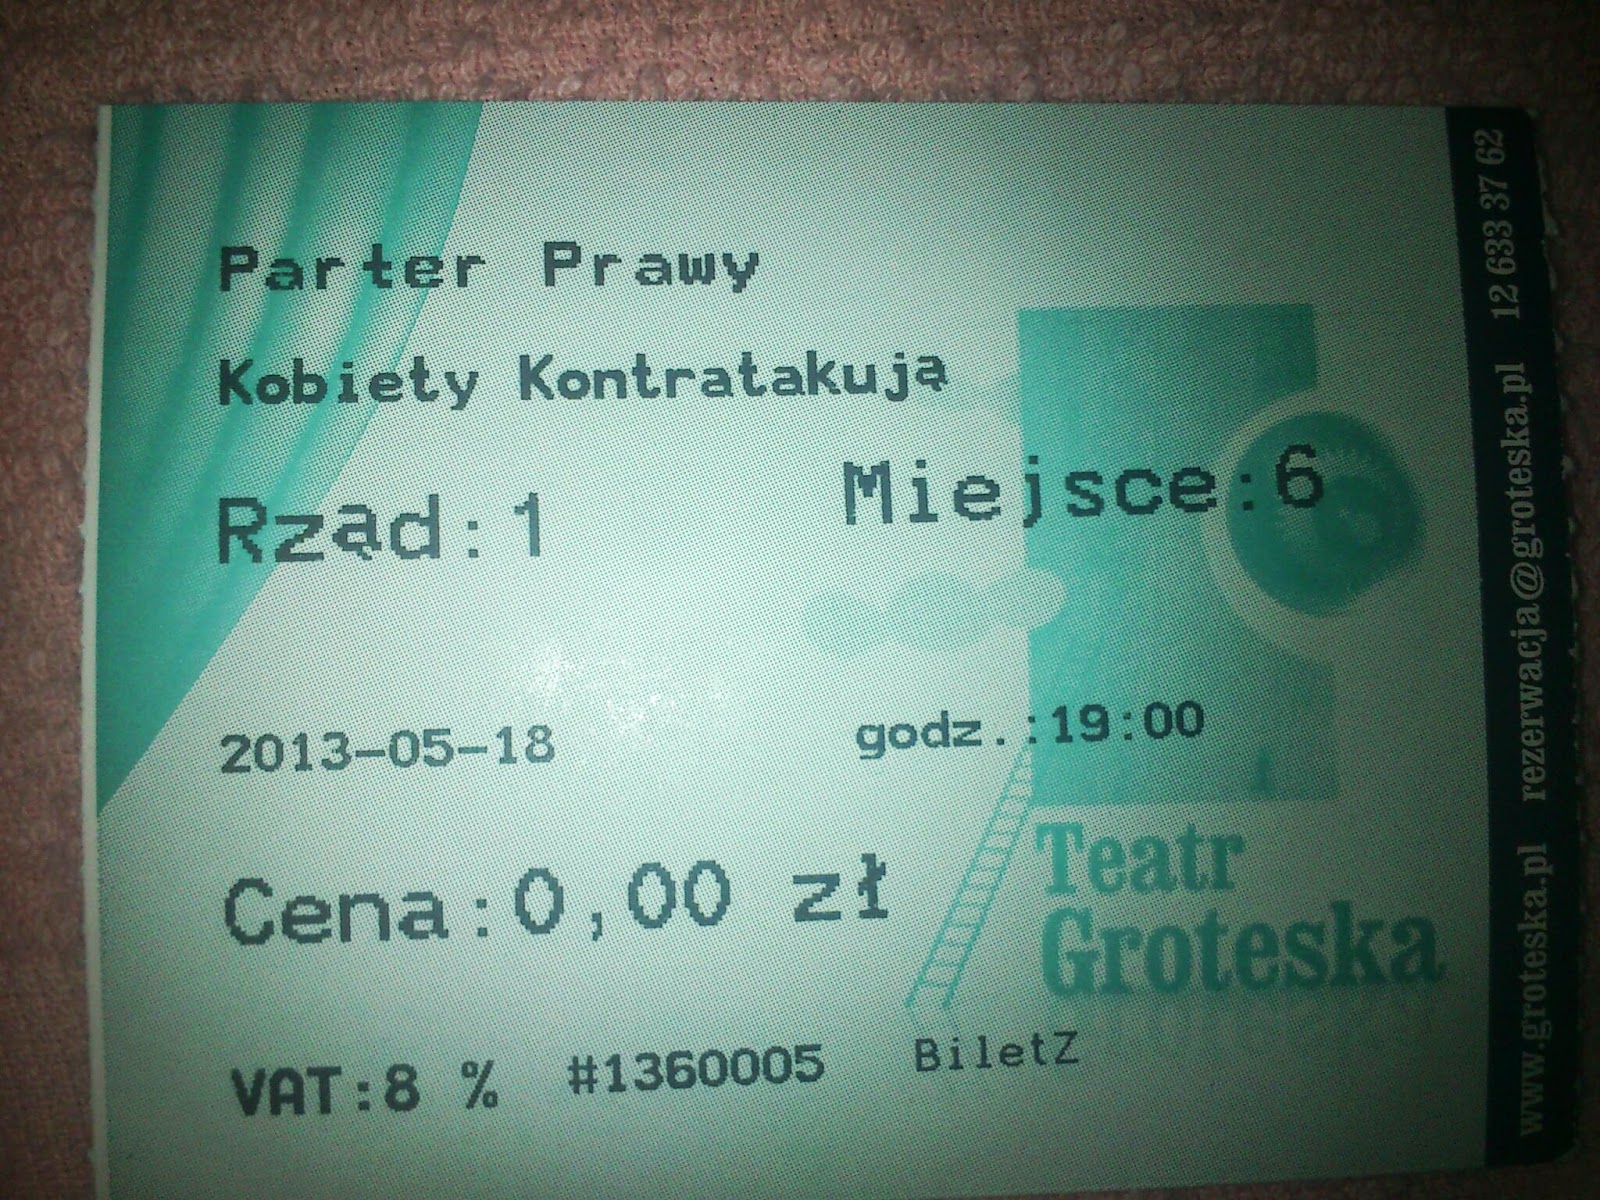 Parter Prawy
Kobiety Kontratakują
Rząd:1 Miejsce:6
2013-05-18 godz.:19:00
Cena:0,00 zł
Teatr
Groteska
VAT:8 % #1360005 BiletZ
www.groteska.pl rezerwacja@groteska.pl 12 633 37 62